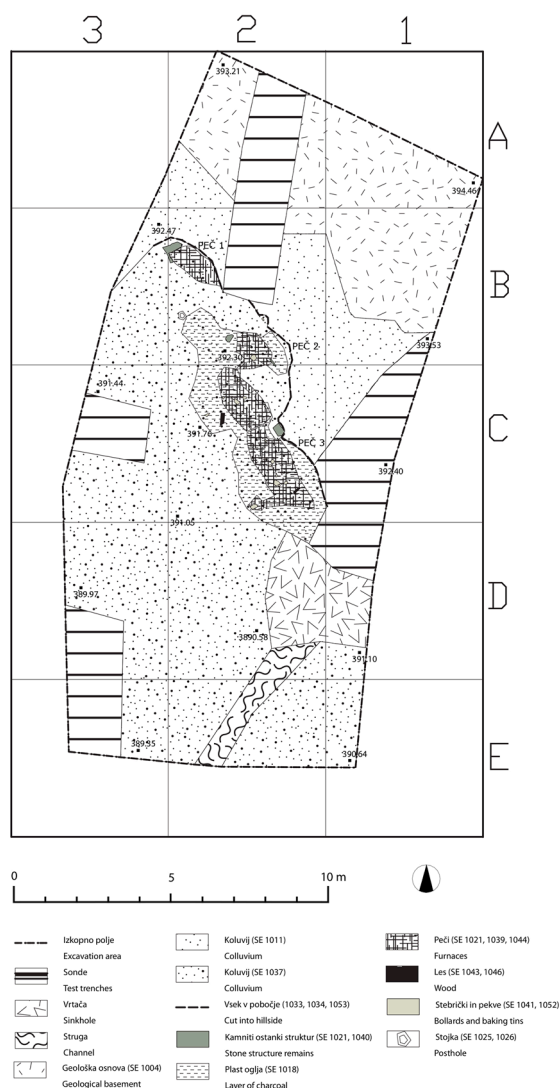 3 2 1
393.21
A
394.46
392.47
PEČ 1
B
PEČ 2
393.53
392.30
391.44
C
391.76
PEČ 3
392.40
391.05
389.97
D
3890.58
391.10
389.35
390.64
E
0 5 10 m
Izkopno polje
Excavation area
Sonde
Test trenches
Vrtača
Sinkhole
Struga
Channel
Geološka osnova (SE 1004)
Geological basement
Koluvij (SE 1011)
Colluvium
Koluvij (SE 1037)
Colluvium
Vsek v pobočje (1033, 1034, 1053)
Cut into hillside
Kamniti ostanki struktur (SE 1021, 1040)
Stone structure remains
Plast oglja (SE 1018)
Layer of charcoal
Peči (SE 1021, 1039, 1044)
Furnaces
Les (SE 1043, 1046)
Wood
Stebrički in pekve (SE 1041, 1052)
Bollards and baking tins
Stojka (SE 1025, 1026)
Posthole